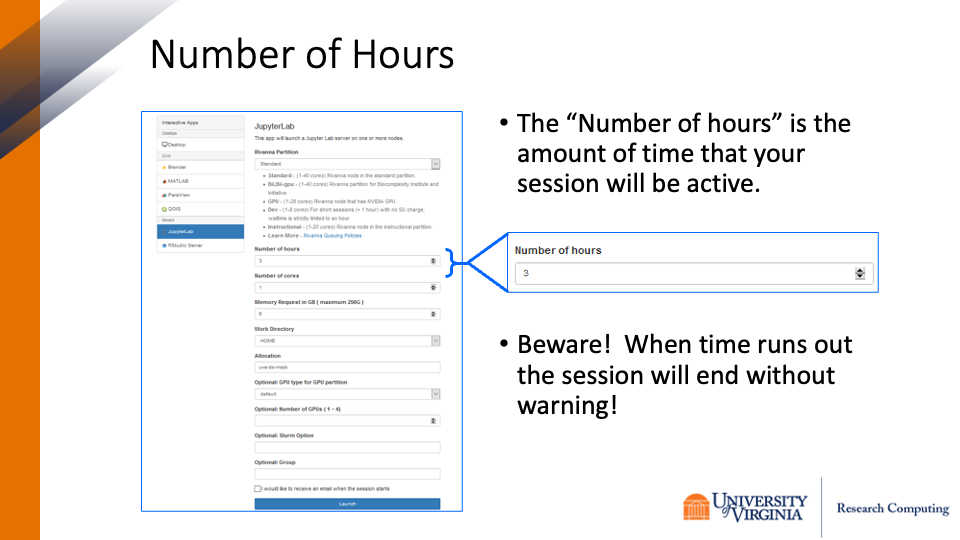 Number of Hours
Interactive Apps
Desktops
Desktop
GUIs
Blender
MATLAB
ParaView
QGIS
Servers
JupyterLab
RStudio Server
JupyterLab
This app will launch a Jupyter Lab server on one or more nodes.
Rivanna Partition
Standard
• Standard - (1-40 cores) Rivanna node in the standard partition.
• BII,BII-gpu - (1-40 cores) Rivanna partition for Biocomplexity Institute and
Initiative.
• GPU - (1-28 cores) Rivanna node that has NVIDIA GPU.
• Dev - (1-8 cores) For short sessions (< 1 hour) with no SU charge;
walltime is strictly limited to an hour.
• Instructional - (1-20 cores) Rivanna node in the instructional partition.
• Learn More - Rivanna Queuing Policies
Number of hours
3
Number of cores
1
Memory Request in GB ( maximum 256G )
6
Work Directory
HOME
Allocation
Optional: GPU type for GPU partition
default
Optional: Number of GPUs ( 1 - 4)
Optional: Slurm Option
Optional: Group
I would like to receive an email when the session starts
Launch
• The “Number of hours” is the
amount of time that your
session will be active.
Number of hours
3
• Beware! When time runs out
the session will end without
warning!
UNIVERSITY
of VIRGINIA
Research Computing